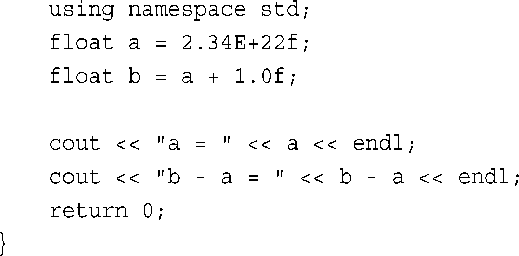 using namespace std;
float a = 2.34E+22f;
float b = a + 1.0f;
cout << "a = " << a << endl;
cout << "b - a = " << b - a << endl;
return 0;
}